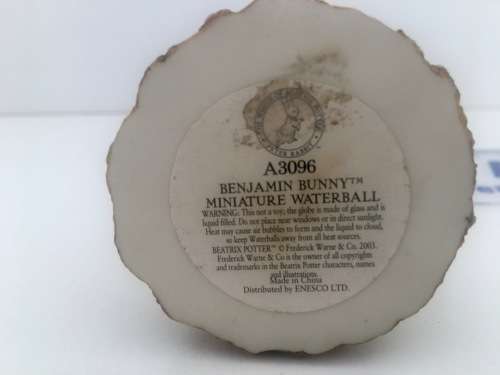 PETER RABBIT
A3096
BENJAMIN BUNNY™
MINIATURE WATERBALL
WARNING: This not a toy; the globe is made of glass and is
liquid filled. Do not place near windows or in direct sunlight.
Heat may cause air bubbles to form and the liquid to cloud,
so keep Waterballs away from all heat sources.
BEATRIX POTTER™ © Frederick Warne & Co. 2003.
Frederick Warne & Co is the owner of all copyrights
and trademarks in the Beatrix Potter characters, names
and illustrations.
Made in China
Distributed by ENESCO LTD.